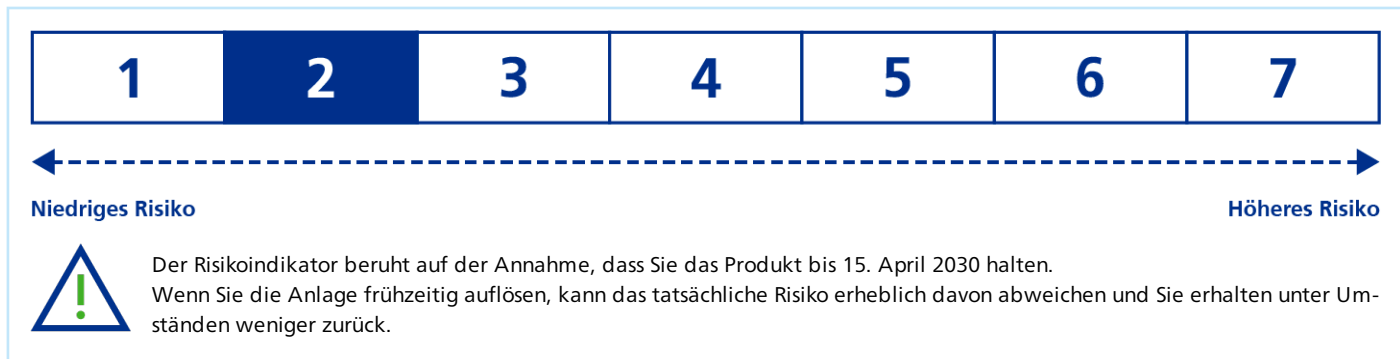 1 2 3 4 5 6 7
Niedriges Risiko Höheres Risiko
Der Risikoindikator beruht auf der Annahme, dass Sie das Produkt bis 15. April 2030 halten.
Wenn Sie die Anlage frühzeitig auflösen, kann das tatsächliche Risiko erheblich davon abweichen und Sie erhalten unter Um-
ständen weniger zurück.